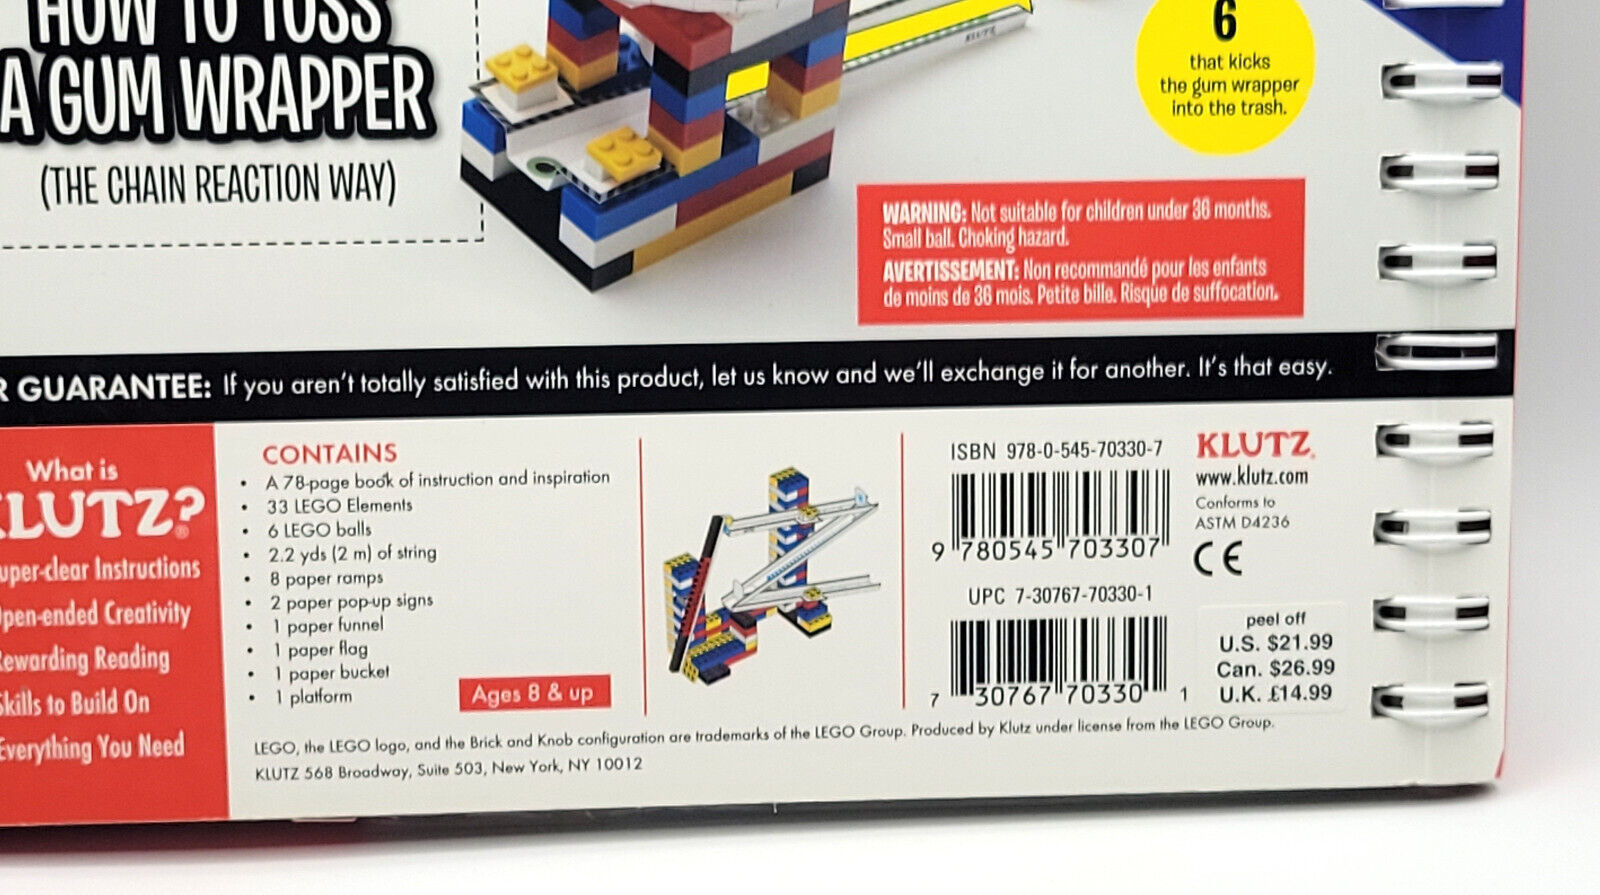 HOW TO TOSS
A GUM WRAPPER
(THE CHAIN REACTION WAY)
KLUTZ
6
that kicks
the gum wrapper
into the trash.
WARNING: Not suitable for children under 36 months.
Small ball. Choking hazard.
AVERTISSEMENT: Non recommandé pour les enfants
de moins de 36 mois. Petite bille. Risque de suffocation.
R GUARANTEE: If you aren't totally satisfied with this product, let us know and we'll exchange it for another. It's that easy.
What is
KLUTZ?®
uper-clear Instructions
pen-ended Creativity
Rewarding Reading
Skills to Build On
Everything You Need
CONTAINS
• A 78-page book of instruction and inspiration
• 33 LEGO Elements
• 6 LEGO balls
• 2.2 yds (2 m) of string
• 8 paper ramps
• 2 paper pop-up signs
• 1 paper funnel
• 1 paper flag
• 1 paper bucket
• 1 platform
Ages 8 & up
ISBN 978-0-545-70330-7
9 780545 703307
UPC 7-30767-70330-1
7 30767 70330 1
KLUTZ®
www.klutz.com
Conforms to
ASTM D4236
CE
peel off
U.S. $21.99
Can. $26.99
U.K. £14.99
LEGO, the LEGO logo, and the Brick and Knob configuration are trademarks of the LEGO Group. Produced by Klutz under license from the LEGO Group.
KLUTZ 568 Broadway, Suite 503, New York, NY 10012